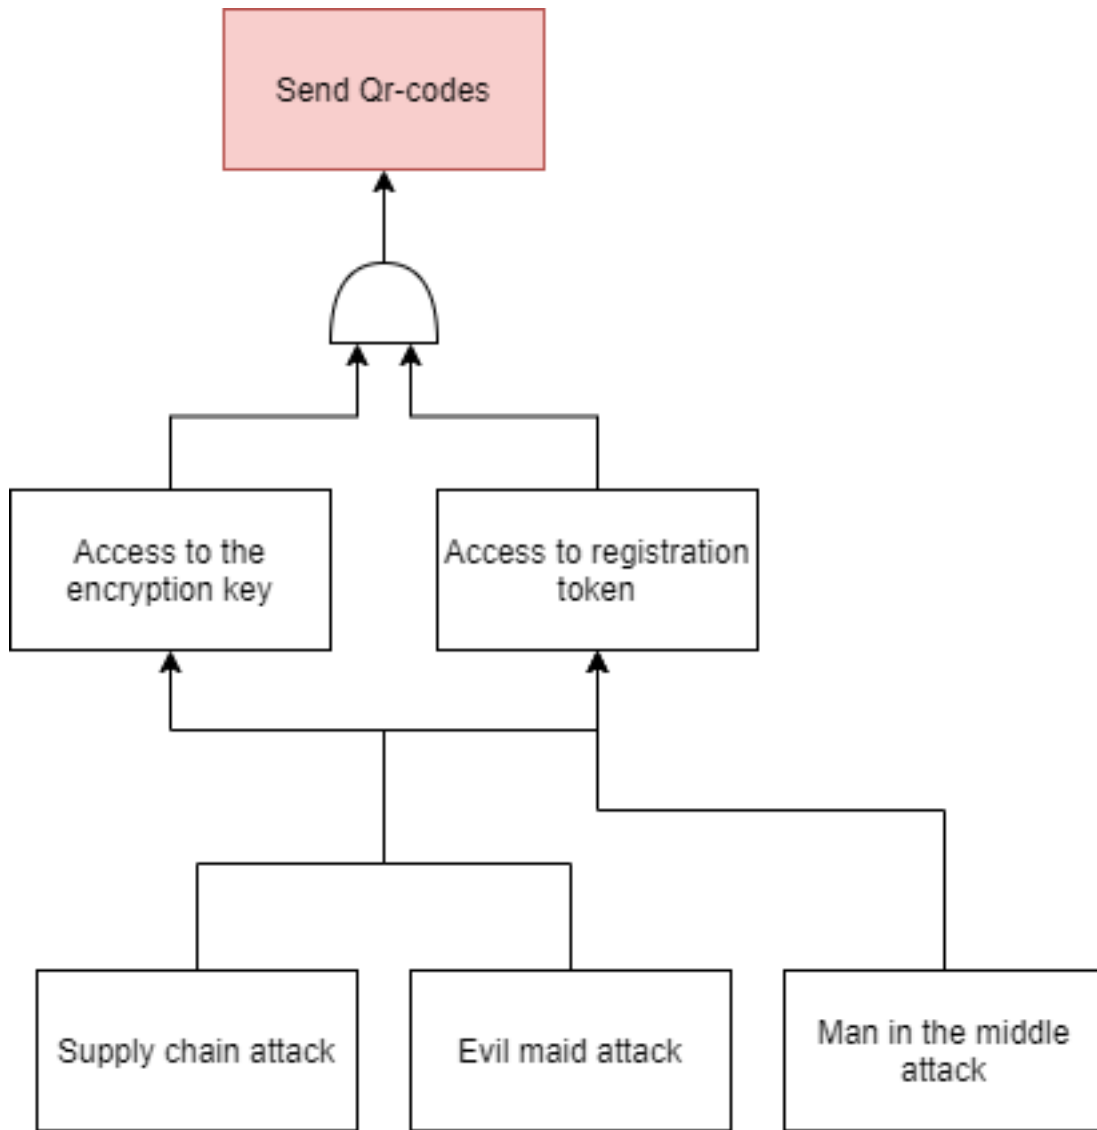 Send Qr-codes
Access to the
encryption key
Access to registration
token
Supply chain attack
Evil maid attack
Man in the middle
attack